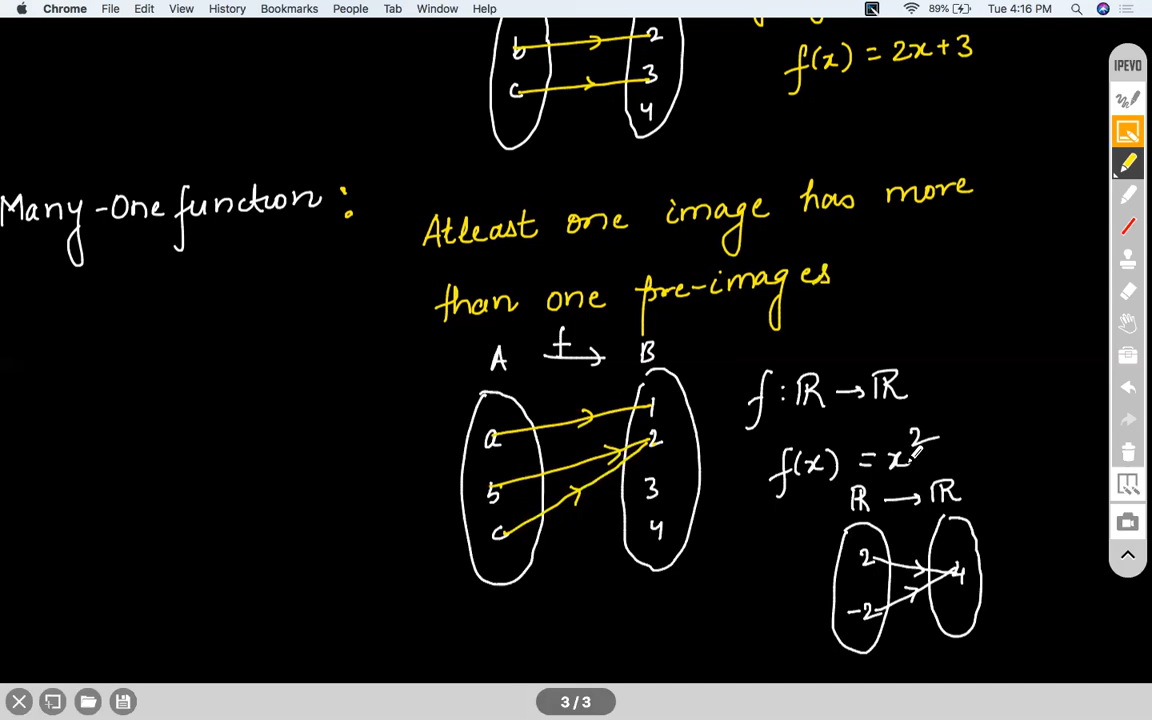 Chrome File Edit View History Bookmarks People Tab Window Help 89% Tue 4:16 PM
IPEVO
b 2
c 3
4
f(x) = 2x+3
Many-One function :
Atleast one image has more
than one pre-images
A f B
a 1
b 2
c 3
4
f : ℝ → ℝ
f(x) = x²
ℝ → ℝ
2 4
-2
3 / 3